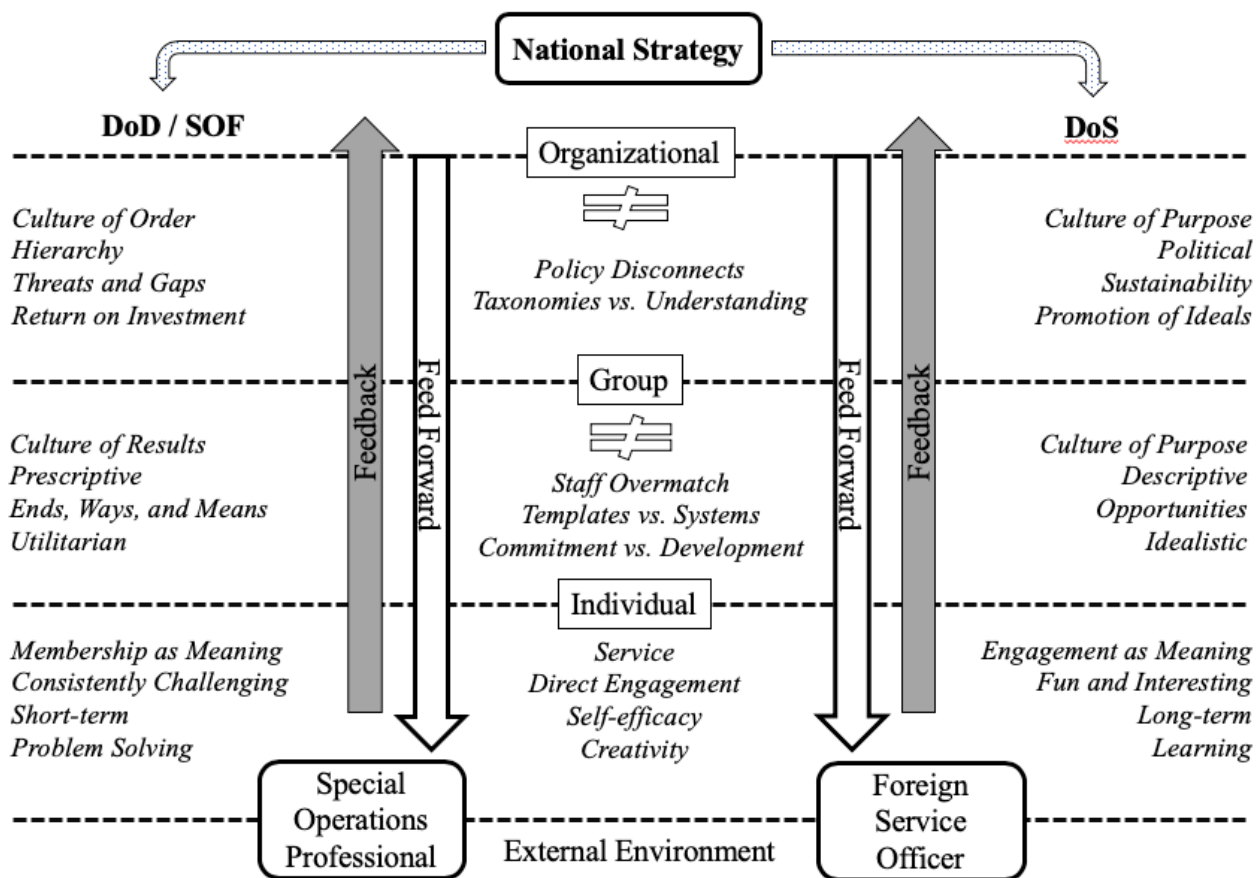 National Strategy
DoD / SOF
DoS
Organizational
Culture of Order
Hierarchy
Threats and Gaps
Return on Investment
Policy Disconnects
Taxonomies vs. Understanding
Culture of Purpose
Political
Sustainability
Promotion of Ideals
Feedback
Feed Forward
Group
Feed Forward
Feedback
Culture of Results
Prescriptive
Ends, Ways, and Means
Utilitarian
Staff Overmatch
Templates vs. Systems
Commitment vs. Development
Culture of Purpose
Descriptive
Opportunities
Idealistic
Individual
Membership as Meaning
Consistently Challenging
Short-term
Problem Solving
Service
Direct Engagement
Self-efficacy
Creativity
Engagement as Meaning
Fun and Interesting
Long-term
Learning
Special
Operations
Professional
External Environment
Foreign
Service
Officer